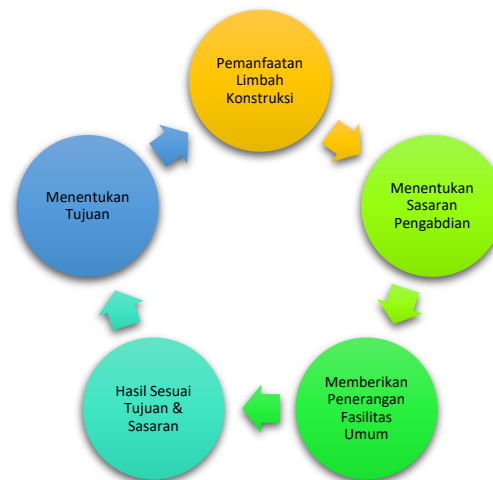 Pemanfaatan
Limbah
Konstruksi
Menentukan
Sasaran
Pengabdian
Memberikan
Penerangan
Fasilitas
Umum
Hasil Sesuai
Tujuan &
Sasaran
Menentukan
Tujuan